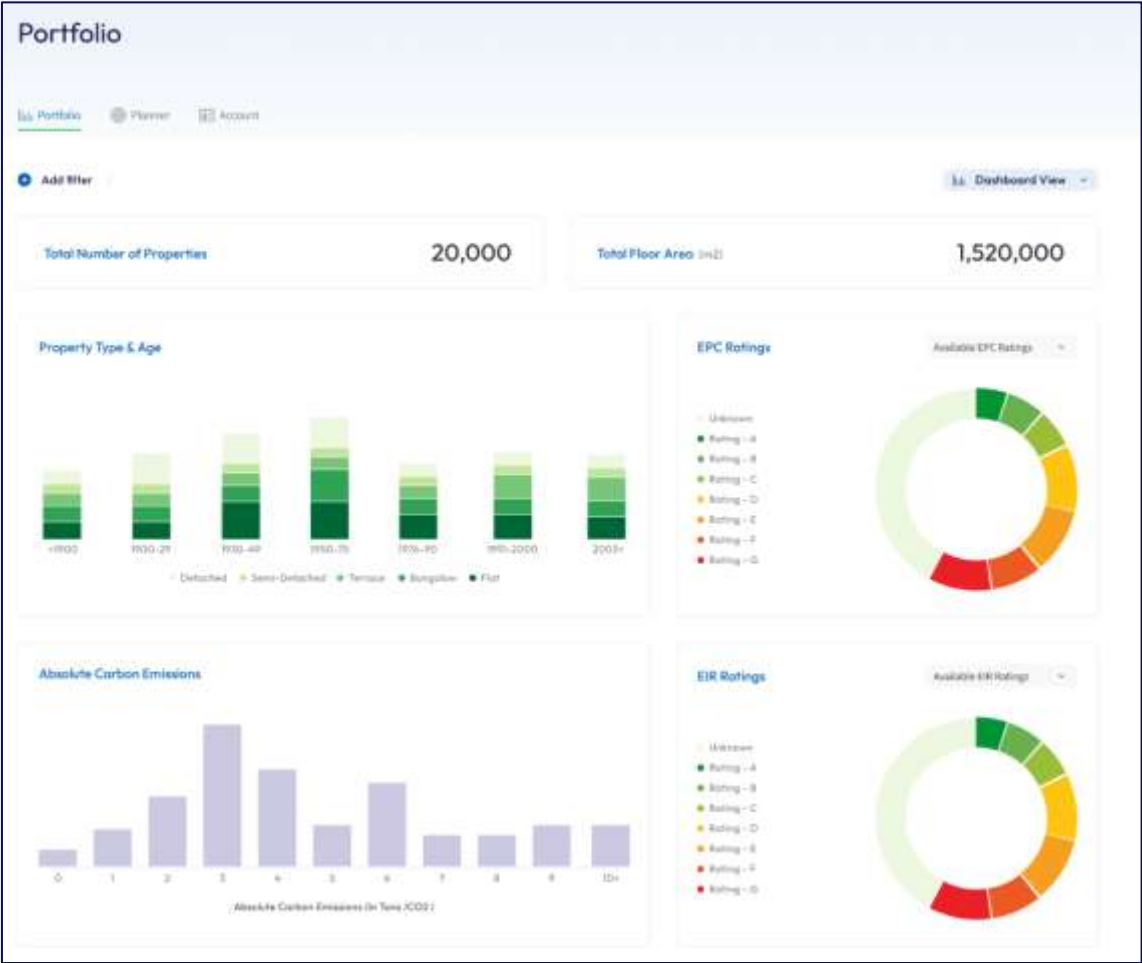 Portfolio
Portfolio Planner Account
Add filter
Dashboard View
Total Number of Properties 20,000
Total Floor Area (m2) 1,520,000
Property Type & Age
<1900 1900-29 1930-49 1950-75 1976-90 1991-2000 2003+
Detached Semi-Detached Terrace Bungalow Flat
EPC Ratings
Available EPC Ratings
Unknown
Rating - A
Rating - B
Rating - C
Rating - D
Rating - E
Rating - F
Rating - G
Absolute Carbon Emissions
0 1 2 3 4 5 6 7 8 9 10+
Absolute Carbon Emissions (in Tons /CO2)
EIR Ratings
Available EIR Ratings
Unknown
Rating - A
Rating - B
Rating - C
Rating - D
Rating - E
Rating - F
Rating - G